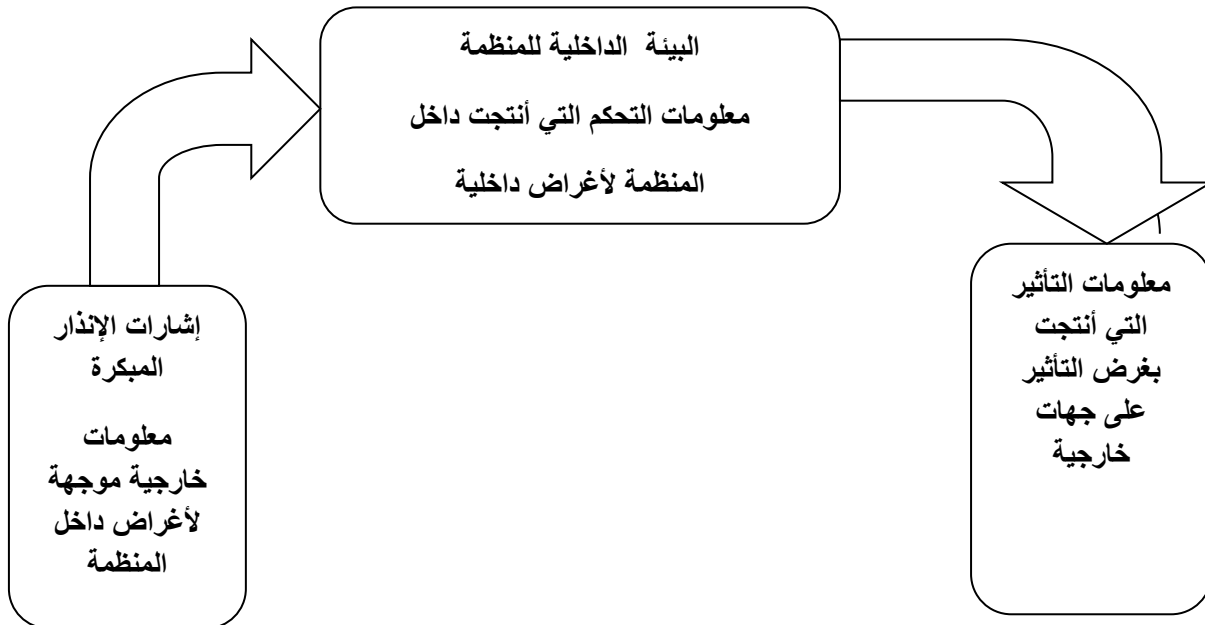 البيئة الداخلية للمنظمة
معلومات التحكم التي أنتجت داخل
المنظمة لأغراض داخلية
معلومات التأثير
التي أنتجت
بغرض التأثير
على جهات
خارجية
إشارات الإنذار
المبكرة
معلومات
خارجية موجهة
لأغراض داخل
المنظمة